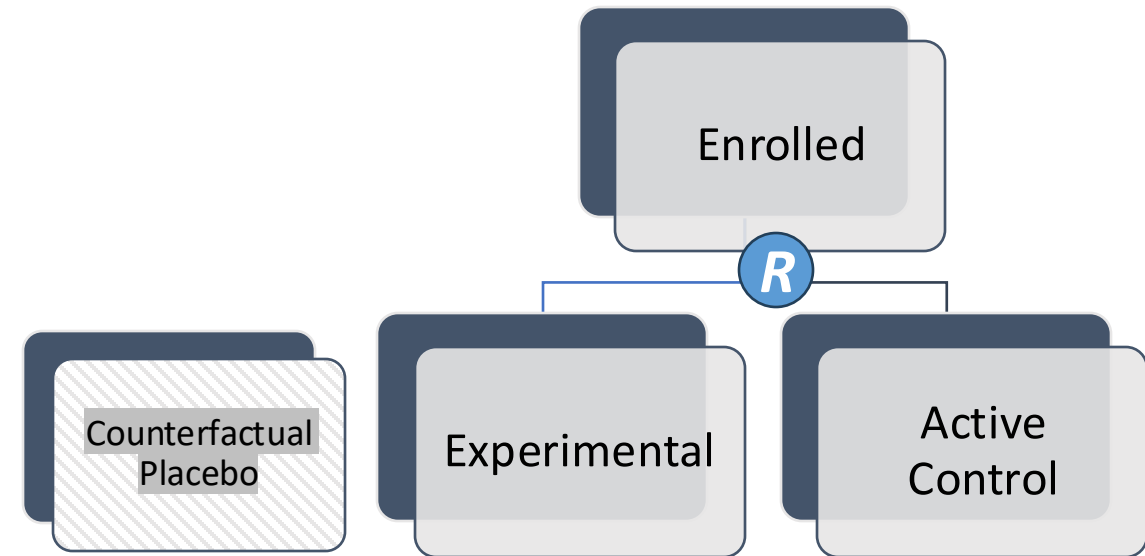 Enrolled
R
Counterfactual
Placebo
Experimental
Active
Control